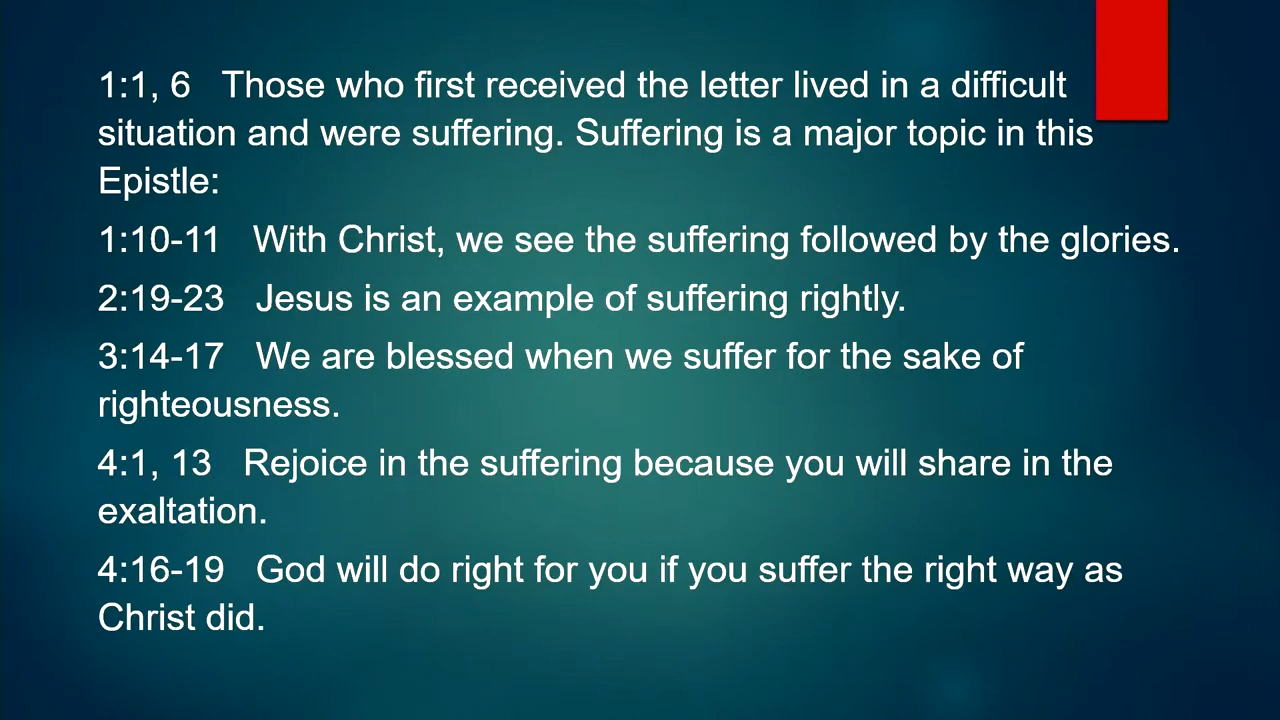 1:1, 6 Those who first received the letter lived in a difficult
situation and were suffering. Suffering is a major topic in this
Epistle:
1:10-11 With Christ, we see the suffering followed by the glories.
2:19-23 Jesus is an example of suffering rightly.
3:14-17 We are blessed when we suffer for the sake of
righteousness.
4:1, 13 Rejoice in the suffering because you will share in the
exaltation.
4:16-19 God will do right for you if you suffer the right way as
Christ did.